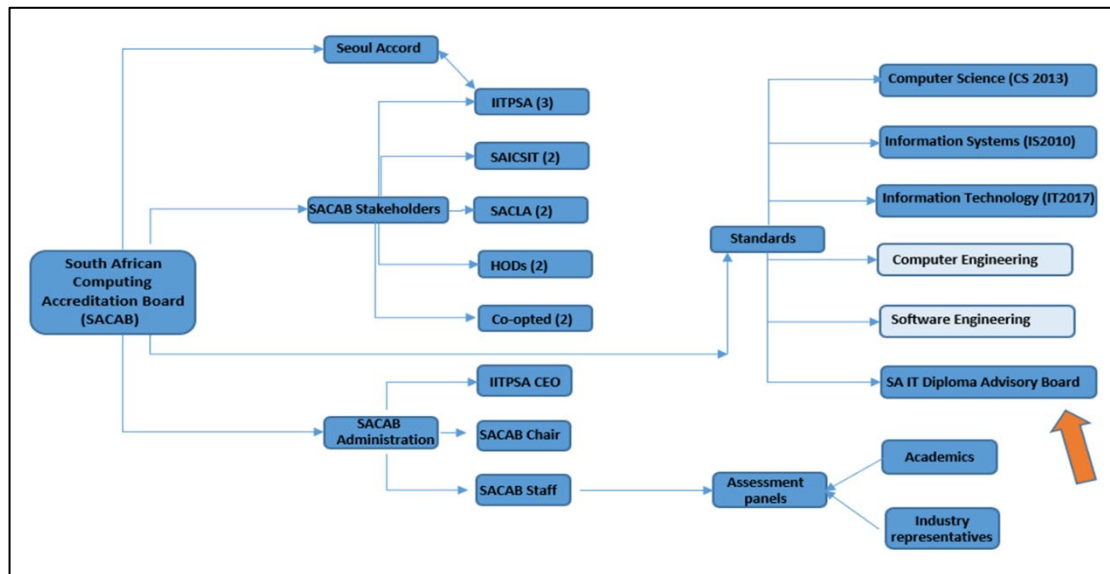 Seoul Accord
IITPSA (3)
SAICSIT (2)
SACAB Stakeholders
SACLA (2)
HODs (2)
Co-opted (2)
South African
Computing
Accreditation Board
(SACAB)
IITPSA CEO
SACAB
Administration
SACAB Chair
SACAB Staff
Standards
Computer Science (CS 2013)
Information Systems (IS2010)
Information Technology (IT2017)
Computer Engineering
Software Engineering
SA IT Diploma Advisory Board
Assessment
panels
Academics
Industry
representatives